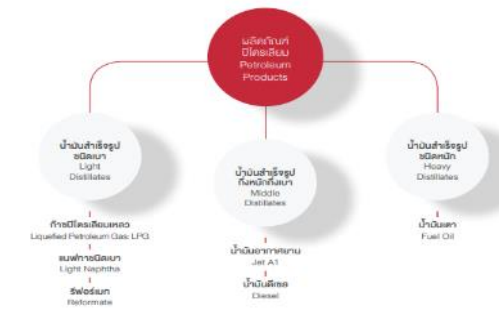 ผลิตภัณฑ์
ปิโตรเลียม
Petroleum
Products
น้ำมันสำเร็จรูป
ชนิดเบา
Light
Distillates
ก๊าซปิโตรเลียมเหลว
Liquefied Petroleum Gas: LPG
แนฟทาชนิดเบา
Light Naphtha
รีฟอร์เมท
Reformate
น้ำมันสำเร็จรูป
กึ่งหนักกึ่งเบา
Middle
Distillates
น้ำมันอากาศยาน
Jet A1
น้ำมันดีเซล
Diesel
น้ำมันสำเร็จรูป
ชนิดหนัก
Heavy
Distillates
น้ำมันเตา
Fuel Oil